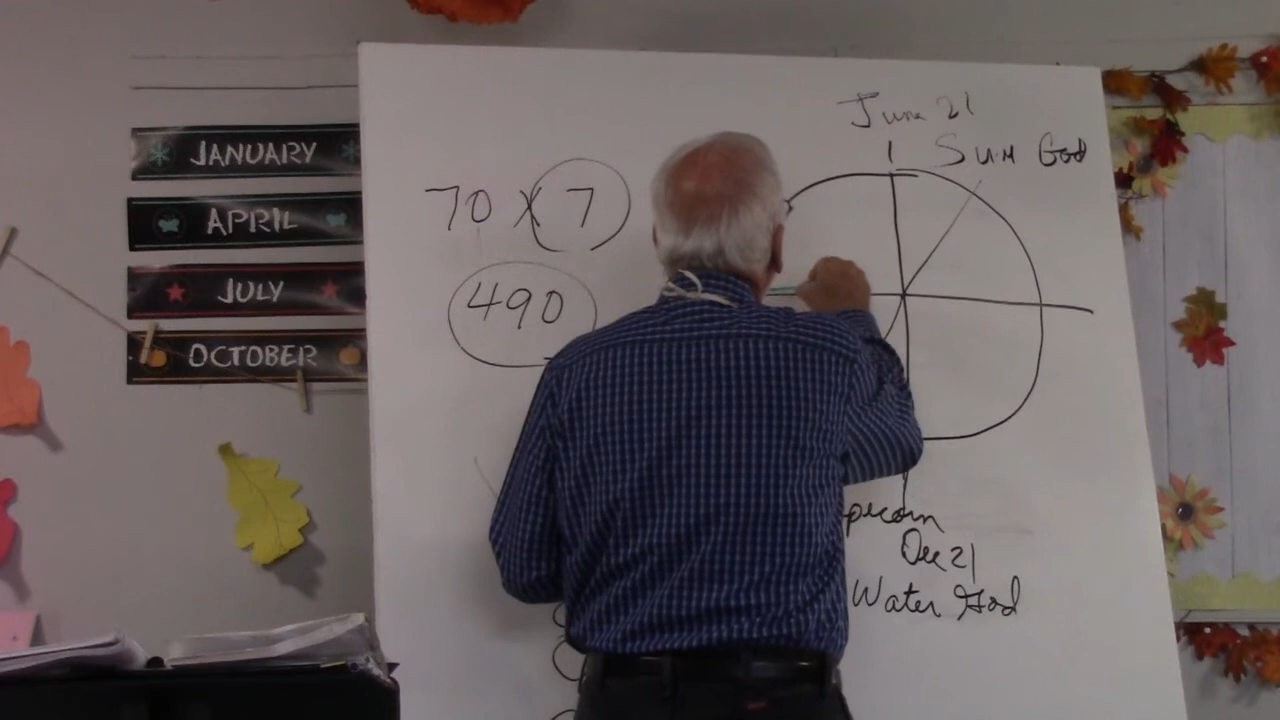 JANUARY
APRIL
JULY
OCTOBER
70 x 7
490
June 21
Sun God
Dec 21
Water God